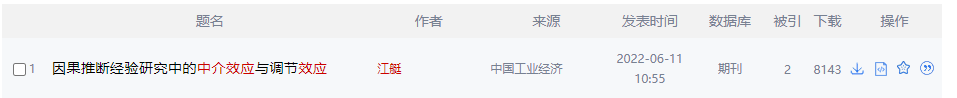 题名 作者 来源 发表时间 数据库 被引 下载 操作
1 因果推断经验研究中的中介效应与调节效应 江艇 中国工业经济 2022-06-11 10:55 期刊 2 8143